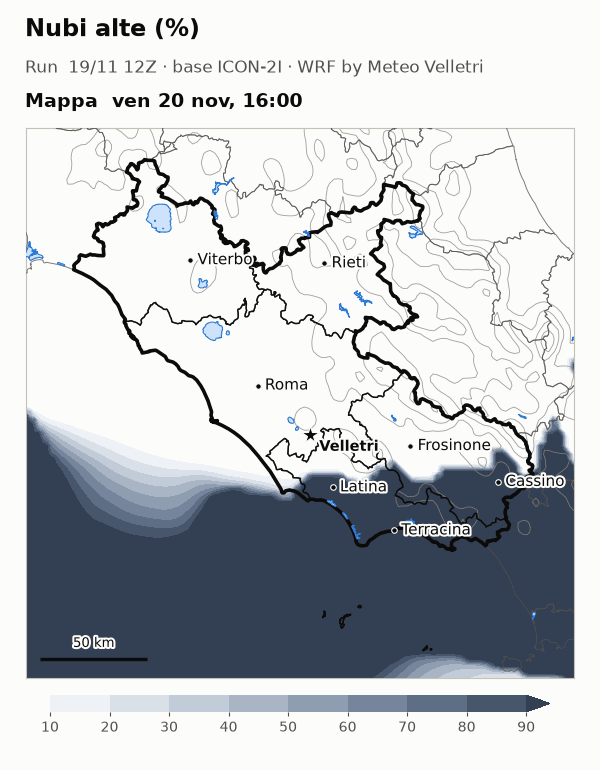 Nubi alte (%)
Run 19/11 12Z · base ICON-2I · WRF by Meteo Velletri
Mappa ven 20 nov, 16:00
Viterbo
Rieti
Roma
Velletri
Frosinone
Latina
Cassino
Terracina
50 km
10 20 30 40 50 60 70 80 90